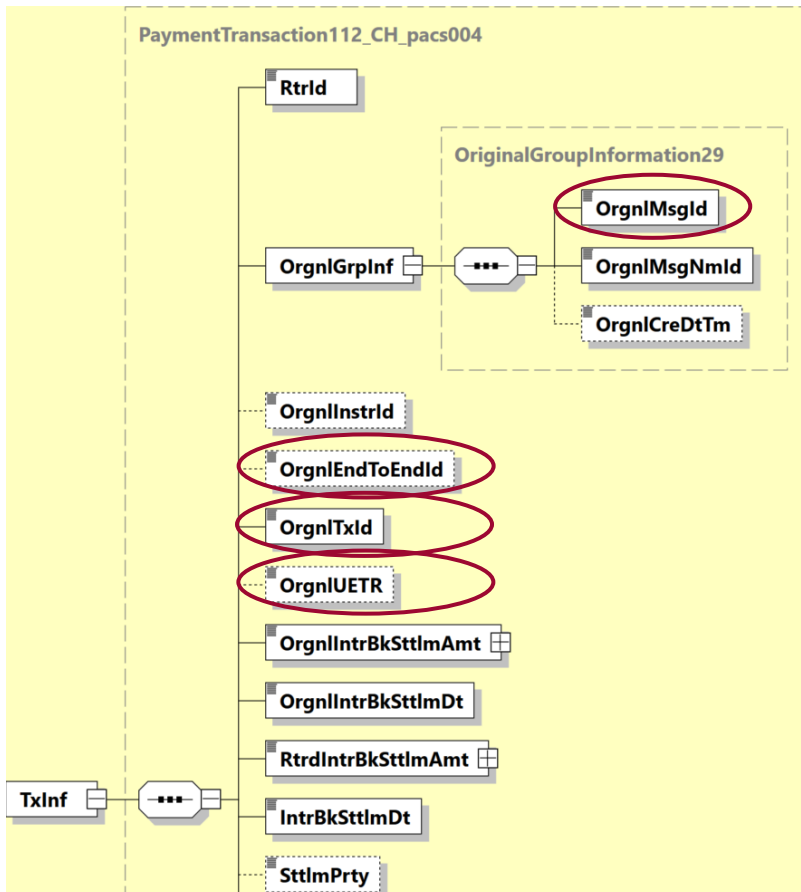 PaymentTransaction112_CH_pacs004
RtrId
OriginalGroupInformation29
OrgnlMsgId
OrgnlGrpInf
OrgnlMsgNmId
OrgnlCreDtTm
OrgnlInstrId
OrgnlEndToEndId
OrgnlTxId
OrgnlUETR
OrgnlIntrBkSttlmAmt
OrgnlIntrBkSttlmDt
RtrdIntrBkSttlmAmt
TxInf
IntrBkSttlmDt
SttlmPrty